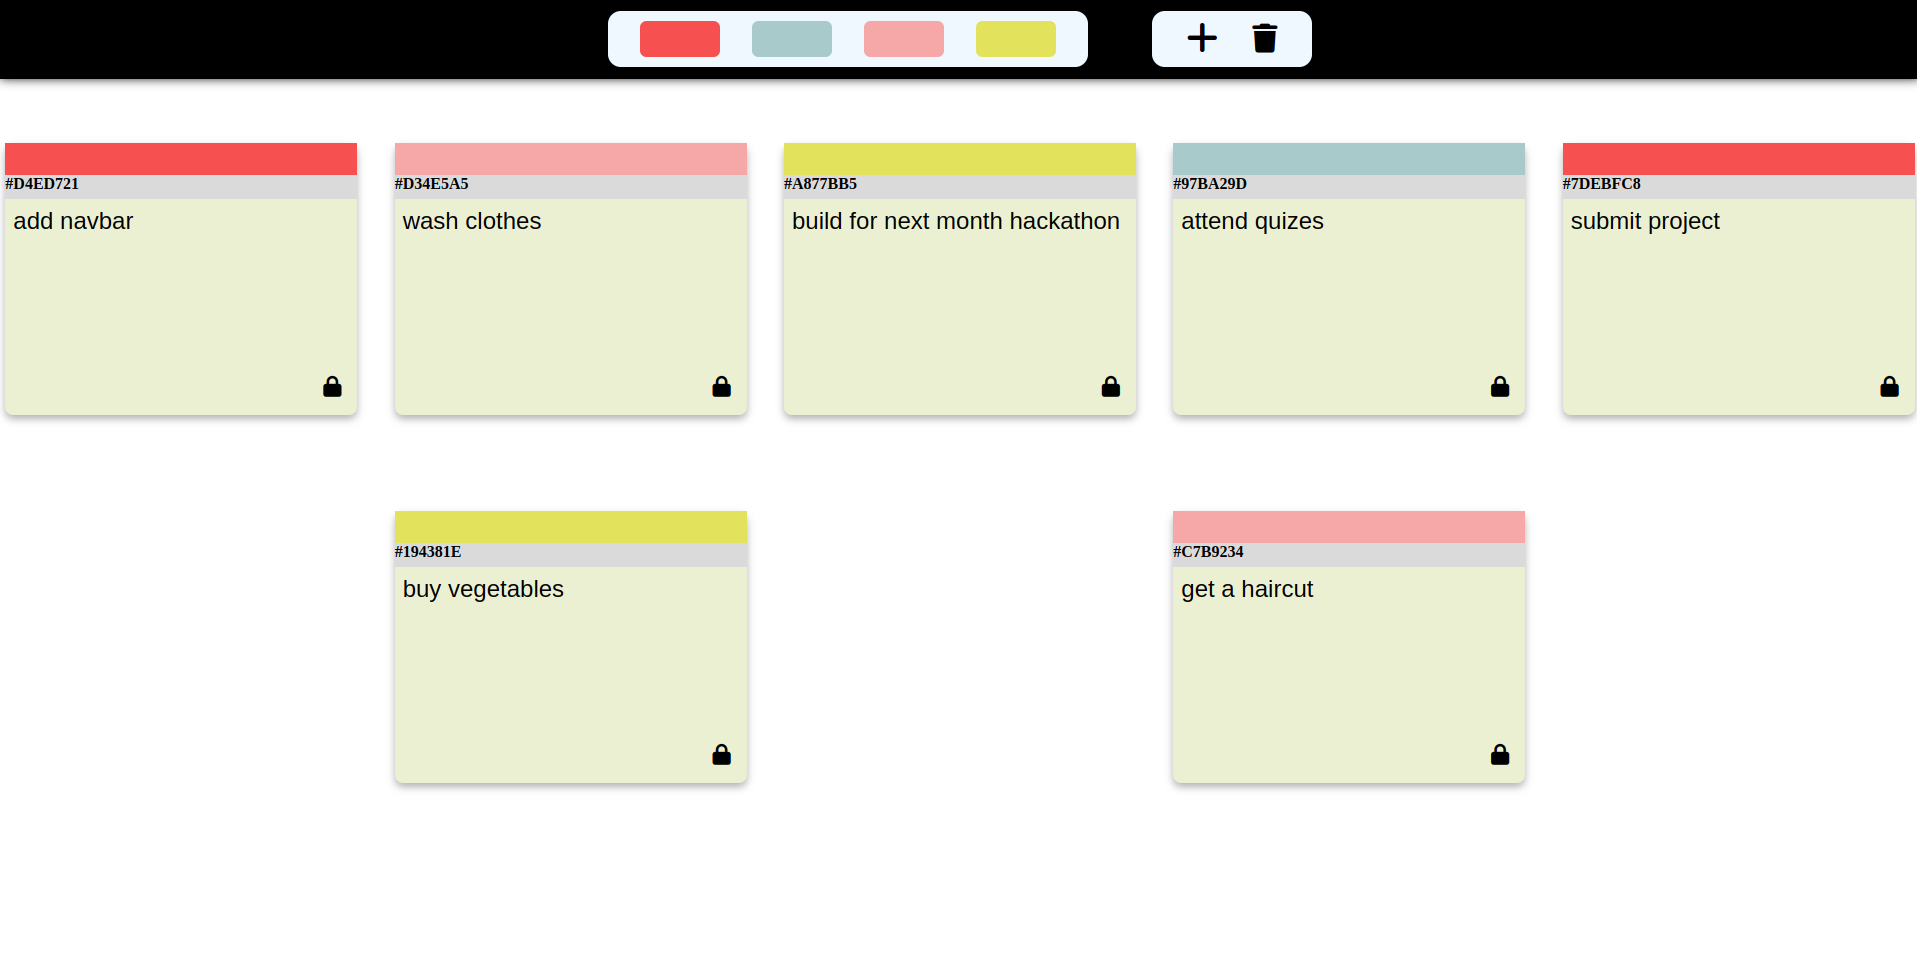 #D4ED721
add navbar
#D34E5A5
wash clothes
#A877BB5
build for next month hackathon
#97BA29D
attend quizes
#7DEBFC8
submit project
#194381E
buy vegetables
#C7B9234
get a haircut